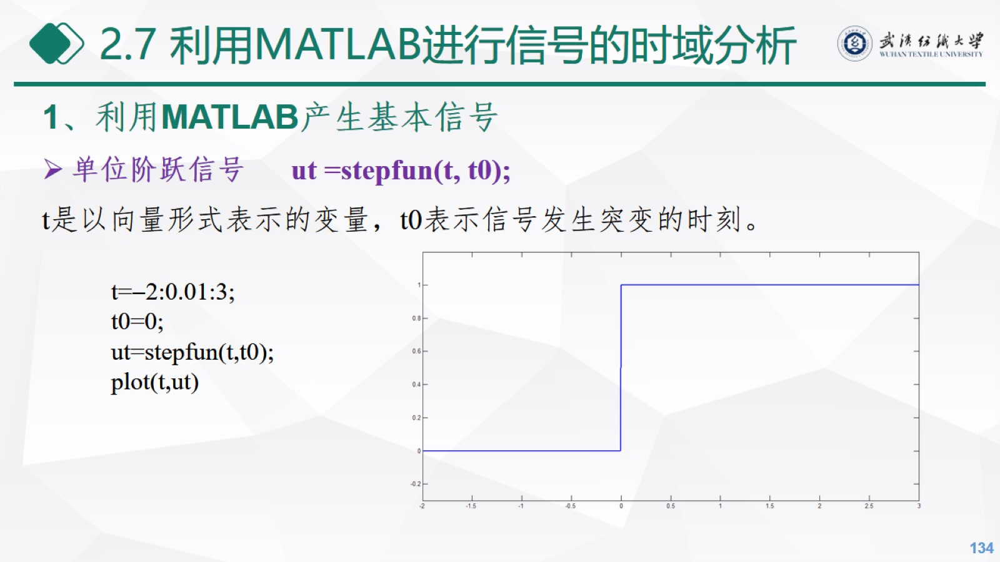 2.7 利用MATLAB进行信号的时域分析
武汉纺织大学
WUHAN TEXTILE UNIVERSITY
1、利用MATLAB产生基本信号
单位阶跃信号 ut =stepfun(t, t0);
t是以向量形式表示的变量，t0表示信号发生突变的时刻。
t=–2:0.01:3;
t0=0;
ut=stepfun(t,t0);
plot(t,ut)
1
0.8
0.6
0.4
0.2
0
-0.2
-2 -1.5 -1 -0.5 0 0.5 1 1.5 2 2.5 3
134